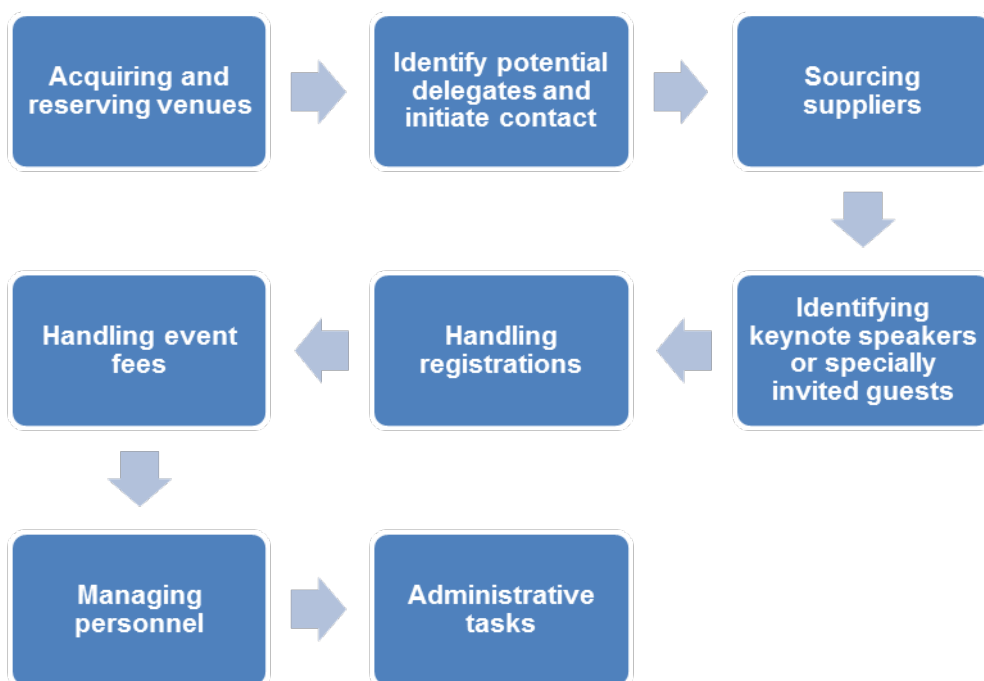 Acquiring and
reserving venues
Identify potential
delegates and
initiate contact
Sourcing
suppliers
Identifying
keynote speakers
or specially
invited guests
Handling
registrations
Handling event
fees
Managing
personnel
Administrative
tasks